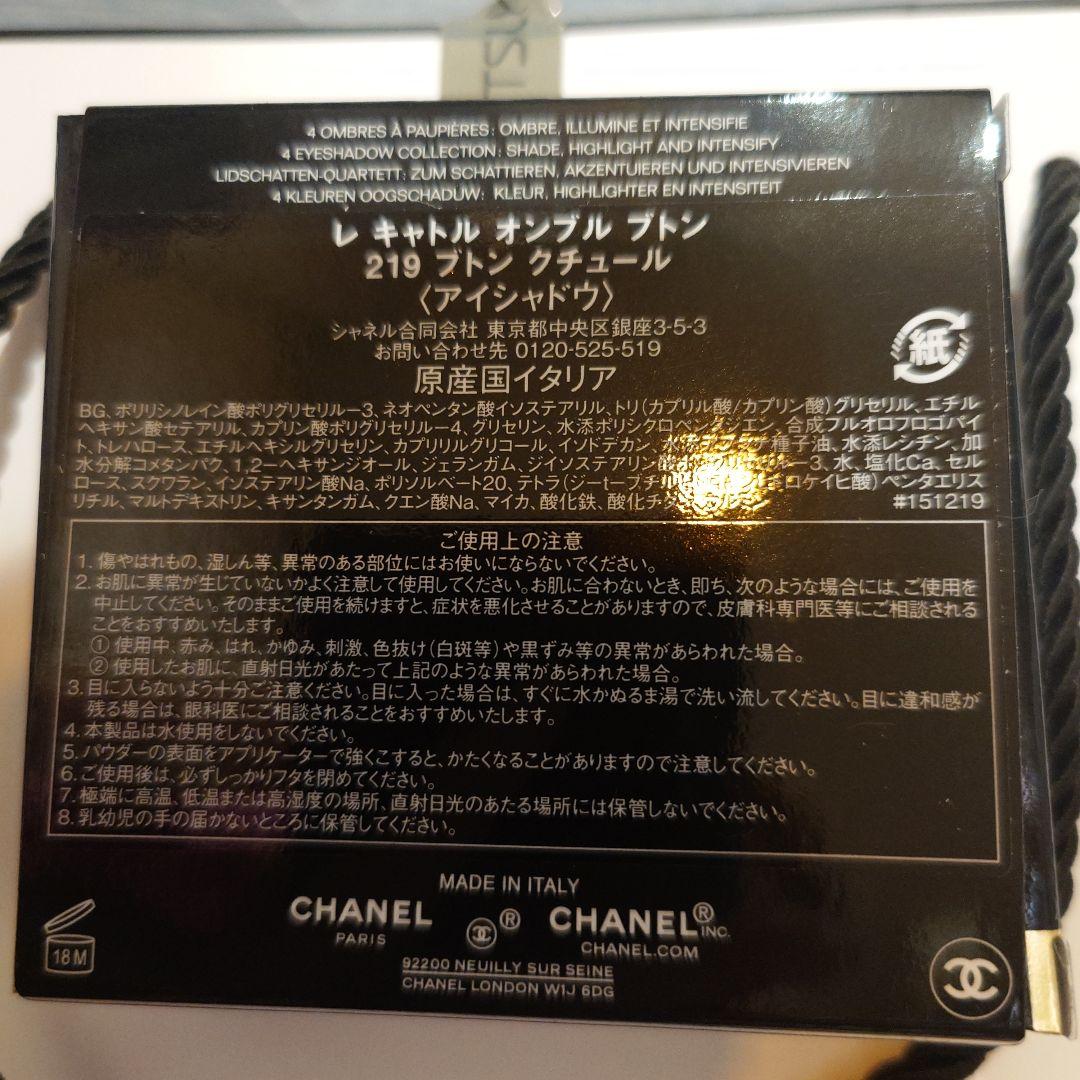 4 OMBRES À PAUPIÈRES: OMBRE, ILLUMINE ET INTENSIFIE
4 EYESHADOW COLLECTION: SHADE, HIGHLIGHT AND INTENSIFY
LIDSCHATTEN-QUARTETT: ZUM SCHATTIEREN, AKZENTUIEREN UND INTENSIVIEREN
4 KLEUREN OOGSCHADUW: KLEUR, HIGHLIGHTER EN INTENSITEIT
レ キャトル オンブル ブトン
219 ブトン クチュール
〈アイシャドウ〉
シャネル合同会社 東京都中央区銀座3-5-3
お問い合わせ先 0120-525-519
原産国イタリア
紙
BG、ポリリシノレイン酸ポリグリセリル-3、ネオペンタン酸イソステアリル、トリ(カプリル酸/カプリン酸)グリセリル、エチル
ヘキサン酸セテアリル、カプリン酸ポリグリセリル-4、グリセリン、水添ポリシクロペンタジエン、合成フルオロフロゴパイ
ト、トレハロース、エチルヘキシルグリセリン、カプリリルグリコール、イソドデカン、種子油、水添レシチン、加
水分解コメタンパク、1,2-ヘキサンジオール、ジェランガム、ジイソステアリン酸-3、水、塩化Ca、セル
ロース、スクワラン、イソステアリン酸Na、ポリソルベート20、テトラ(ジ-t-ブチルヒドロケイヒ酸)ペンタエリス
リチル、マルトデキストリン、キサンタンガム、クエン酸Na、マイカ、酸化鉄、酸化チ #151219
ご使用上の注意
1. 傷やはれもの、湿しん等、異常のある部位にはお使いにならないでください。
2. お肌に異常が生じていないかよく注意して使用してください。お肌に合わないとき、即ち、次のような場合には、ご使用を
中止してください。そのままご使用を続けますと、症状を悪化させることがありますので、皮膚科専門医等にご相談される
ことをおすすめいたします。
① 使用中、赤み、はれ、かゆみ、刺激、色抜け(白斑等)や黒ずみ等の異常があらわれた場合。
② 使用したお肌に、直射日光があたって上記のような異常があらわれた場合。
3. 目に入らないよう十分ご注意ください。目に入った場合は、すぐに水かぬるま湯で洗い流してください。目に違和感が
残る場合は、眼科医にご相談されることをおすすめいたします。
4. 本製品は水使用をしないでください。
5. パウダーの表面をアプリケーターで強くこすると、かたくなることがありますので注意してください。
6. ご使用後は、必ずしっかりフタを閉めてください。
7. 極端に高温、低温または高湿度の場所、直射日光のあたる場所には保管しないでください。
8. 乳幼児の手の届かないところに保管してください。
MADE IN ITALY
CHANEL ® CHANEL® INC.
PARIS CHANEL.COM
18M
92200 NEUILLY SUR SEINE
CHANEL LONDON W1J 6DG